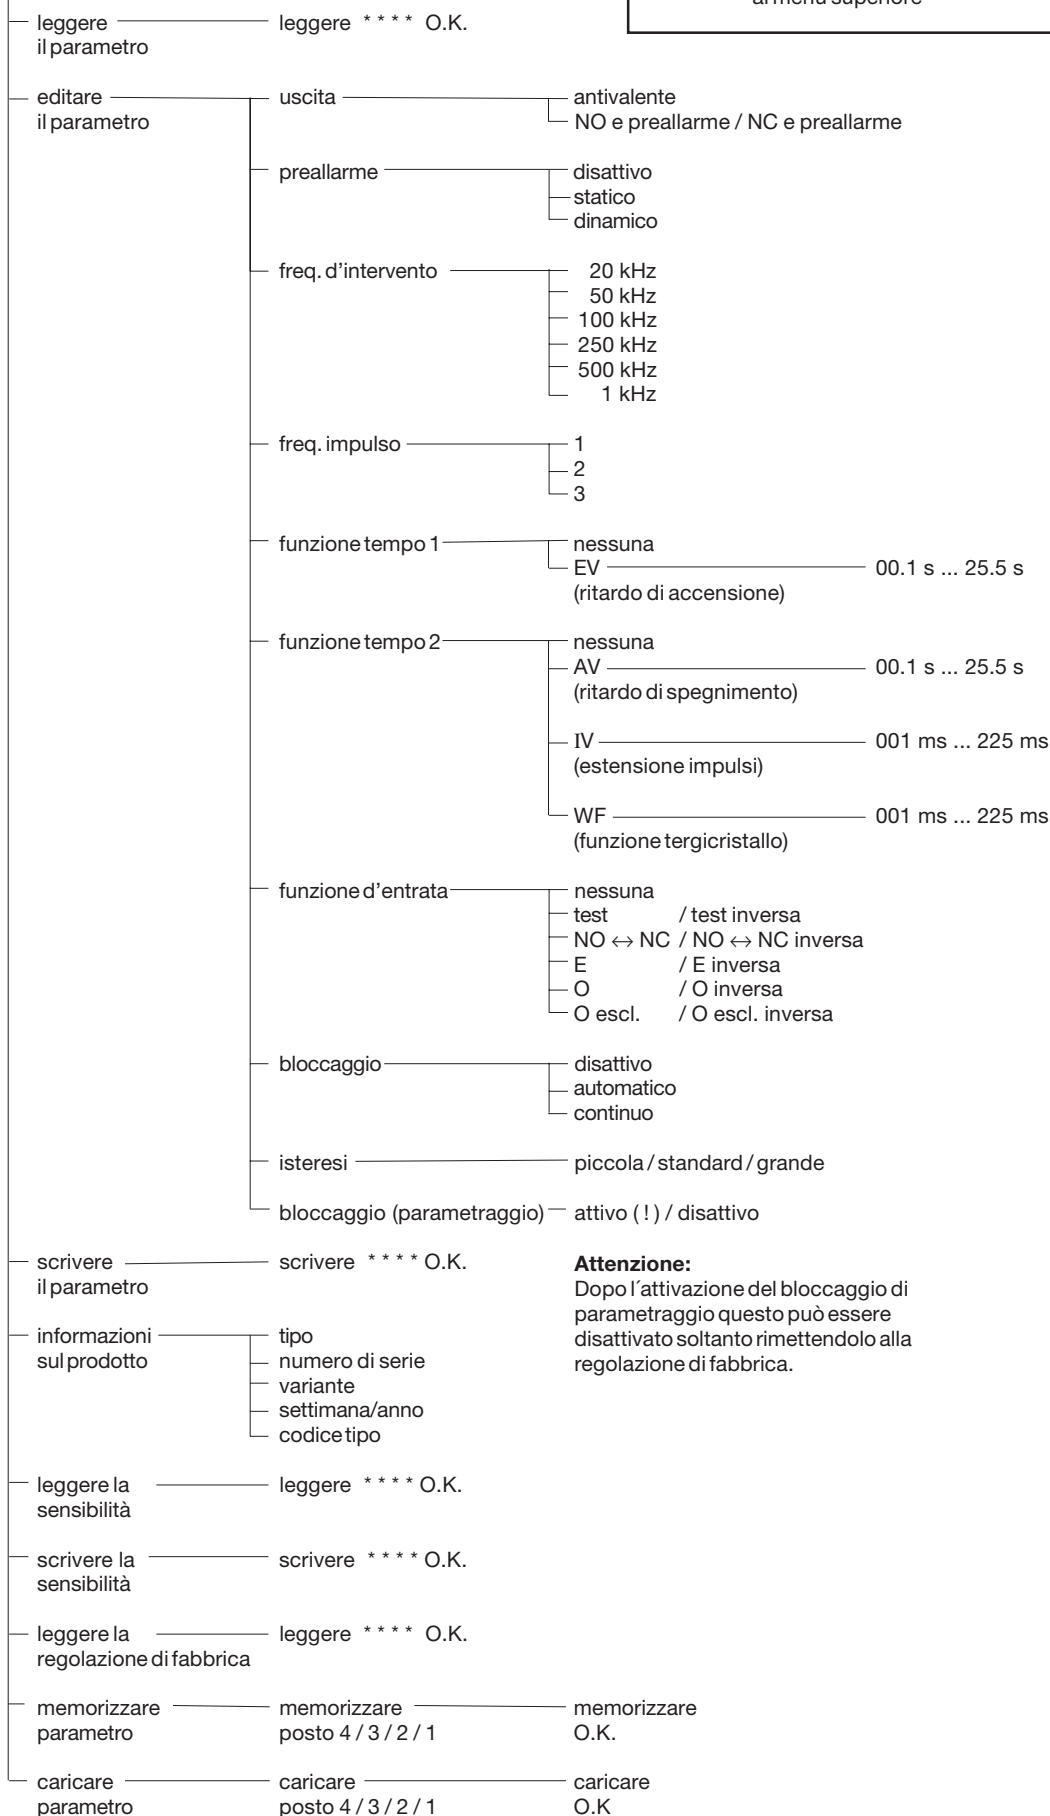 al menu superiore
leggere leggere * * * * O.K.
il parametro
editare uscita antivalente
il parametro NO e preallarme / NC e preallarme
preallarme disattivo
statico
dinamico
freq. d'intervento 20 kHz
50 kHz
100 kHz
250 kHz
500 kHz
1 kHz
freq. impulso 1
2
3
funzione tempo 1 nessuna
EV 00.1 s ... 25.5 s
(ritardo di accensione)
funzione tempo 2 nessuna
AV 00.1 s ... 25.5 s
(ritardo di spegnimento)
IV 001 ms ... 225 ms
(estensione impulsi)
WF 001 ms ... 225 ms
(funzione tergicristallo)
funzione d'entrata nessuna
test / test inversa
NO ↔ NC / NO ↔ NC inversa
E / E inversa
O / O inversa
O escl. / O escl. inversa
bloccaggio disattivo
automatico
continuo
isteresi piccola / standard / grande
bloccaggio (parametraggio) attivo ( ! ) / disattivo
scrivere scrivere * * * * O.K. Attenzione:
il parametro Dopo l´attivazione del bloccaggio di
parametraggio questo può essere
informazioni tipo disattivato soltanto rimettendolo alla
sul prodotto numero di serie regolazione di fabbrica.
variante
settimana/anno
codice tipo
leggere la leggere * * * * O.K.
sensibilità
scrivere la scrivere * * * * O.K.
sensibilità
leggere la leggere * * * * O.K.
regolazione di fabbrica
memorizzare memorizzare memorizzare
parametro posto 4 / 3 / 2 / 1 O.K.
caricare caricare caricare
parametro posto 4 / 3 / 2 / 1 O.K